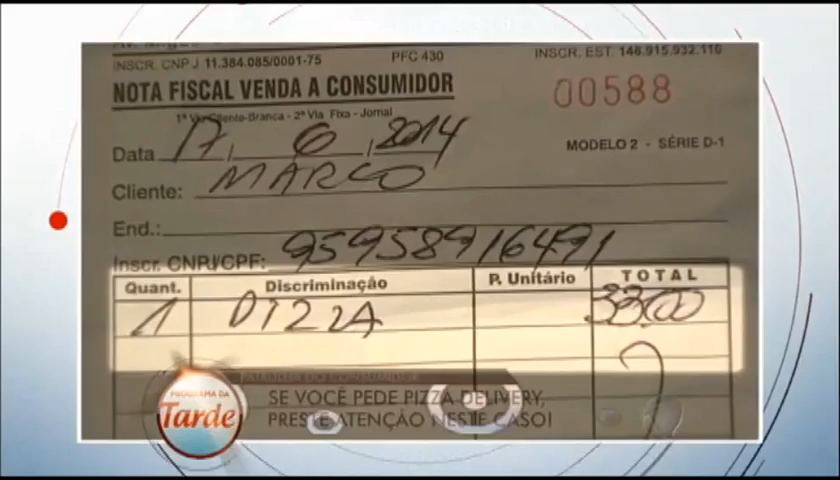 INSCR. CNPJ 11.384.085/0001-75 PFC 430 INSCR. EST. 148.915.932.110
NOTA FISCAL VENDA A CONSUMIDOR 00588
1ª Via Cliente-Branca - 2ª Via Fixa - Jornal
Data 17/6/2014 MODELO 2 - SÉRIE D-1
Cliente: MARCO
End.:
Inscr. CNPJ/CPF: 95958916491
Quant. Discriminação P. Unitário TOTAL
1 PIZZA 33,00
PROGRAMA DA
Tarde
SE VOCÊ PEDE PIZZA DELIVERY,
PRESTE ATENÇÃO NESTE CASO!